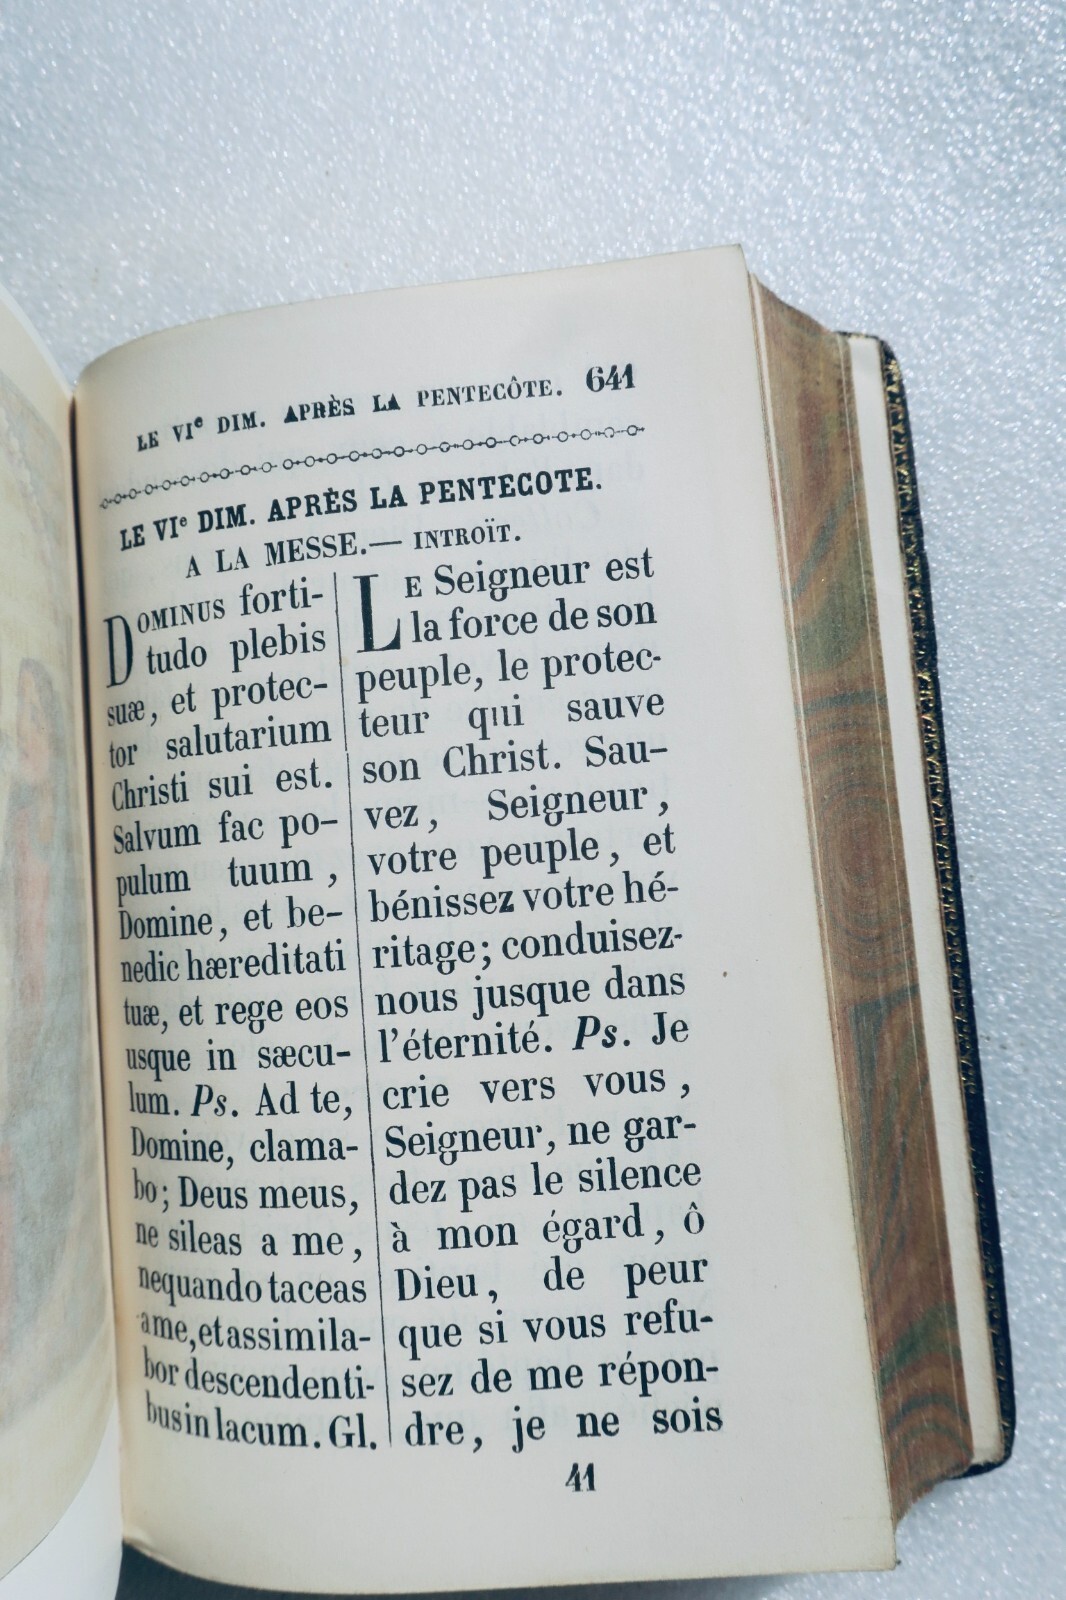 LE VIe DIM. APRÈS LA PENTECÔTE. 641
LE VIe DIM. APRÈS LA PENTECOTE.
A LA MESSE.— INTROÏT.
DOMINUS forti-
tudo plebis
suæ, et protec-
tor salutarium
Christi sui est.
Salvum fac po-
pulum tuum,
Domine, et be-
nedic hæreditati
tuæ, et rege eos
usque in sæcu-
lum. Ps. Ad te,
Domine, clama-
bo; Deus meus,
ne sileas a me,
nequando taceas
a me, et assimila-
bor descendenti-
bus in lacum. Gl.
LE Seigneur est
la force de son
peuple, le protec-
teur qui sauve
son Christ. Sau-
vez, Seigneur,
votre peuple, et
bénissez votre hé-
ritage; conduisez-
nous jusque dans
l'éternité. Ps. Je
crie vers vous,
Seigneur, ne gar-
dez pas le silence
à mon égard, ô
Dieu, de peur
que si vous refu-
sez de me répon-
dre, je ne sois
41